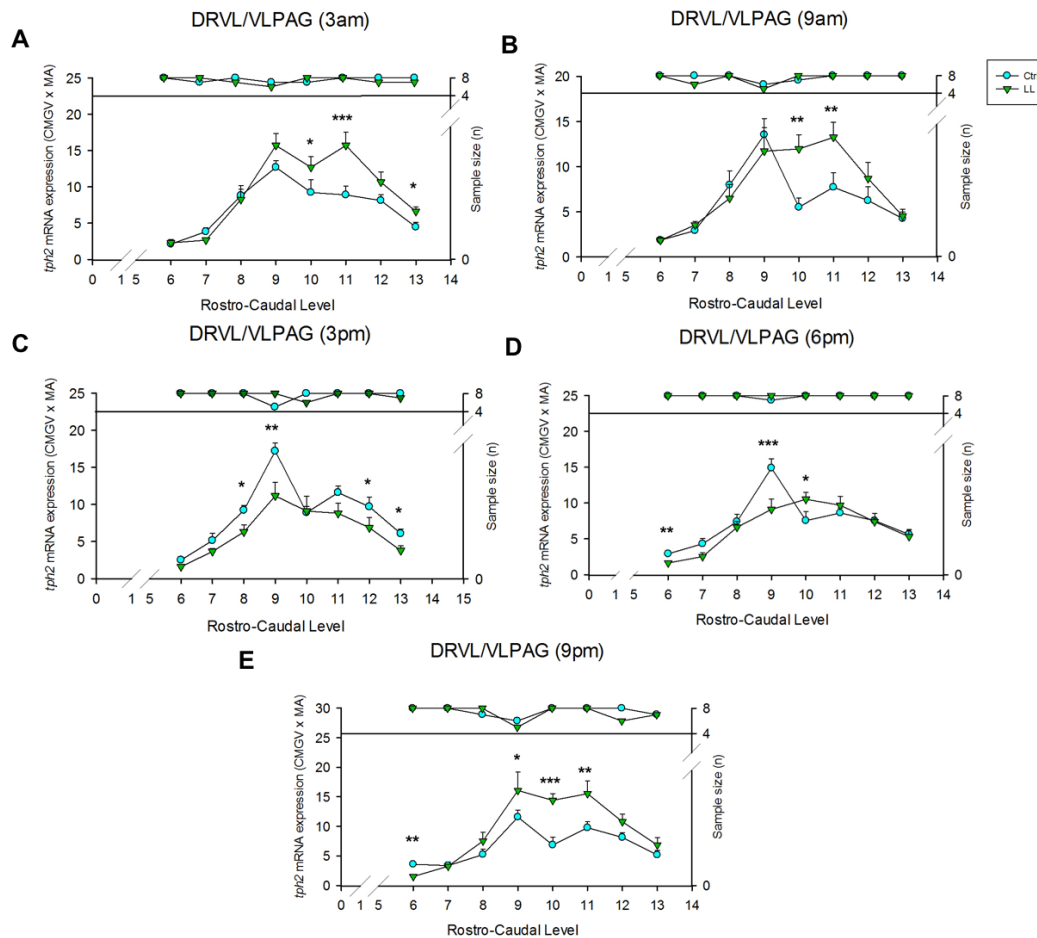 DRVL/VLPAG (3am)
A
tph2 mRNA expression (CMGV x MA)
25
20
15
10
5
0
8
4
0
Sample size (n)
*
***
*
0 1 5 6 7 8 9 10 11 12 13 14
Rostro-Caudal Level
DRVL/VLPAG (9am)
B
tph2 mRNA expression (CMGV x MA)
20
15
10
5
0
8
4
0
Sample size (n)
**
**
0 1 5 6 7 8 9 10 11 12 13 14
Rostro-Caudal Level
Ctrl
LL
DRVL/VLPAG (3pm)
C
tph2 mRNA expression (CMGV x MA)
25
20
15
10
5
0
8
4
0
Sample size (n)
*
**
*
*
0 1 5 6 7 8 9 10 11 12 13 14 15
Rostro-Caudal Level
DRVL/VLPAG (6pm)
D
tph2 mRNA expression (CMGV x MA)
25
20
15
10
5
0
8
4
0
Sample size (n)
**
***
*
0 1 5 6 7 8 9 10 11 12 13 14
Rostro-Caudal Level
DRVL/VLPAG (9pm)
E
tph2 mRNA expression (CMGV x MA)
30
25
20
15
10
5
0
8
4
0
Sample size (n)
**
*
***
**
0 1 5 6 7 8 9 10 11 12 13 14
Rostro-Caudal Level